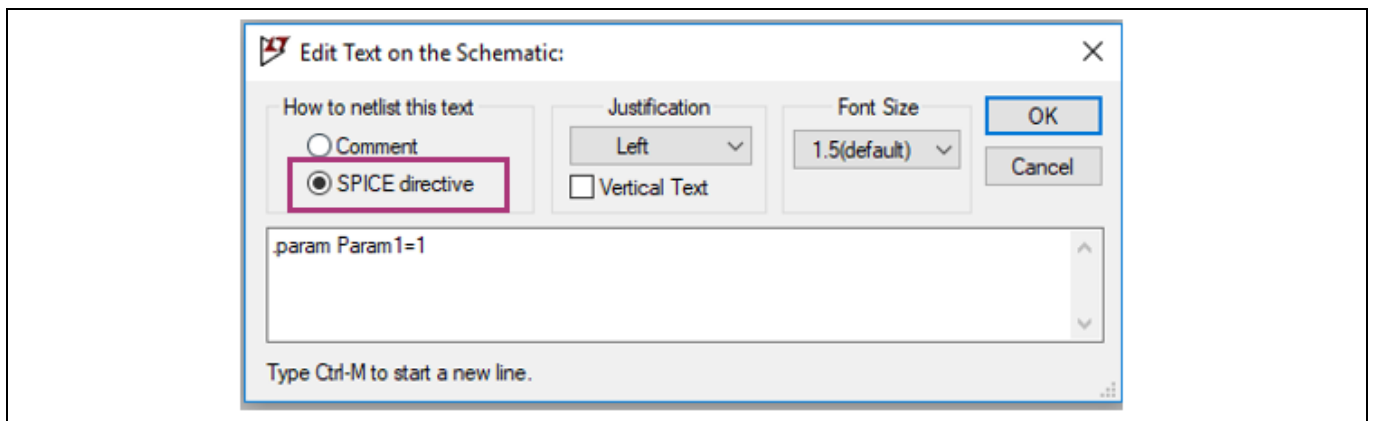 Edit Text on the Schematic:
How to netlist this text
Comment
SPICE directive
Justification
Left
Vertical Text
Font Size
1.5(default)
OK
Cancel
.param Param1=1
Type Ctrl-M to start a new line.